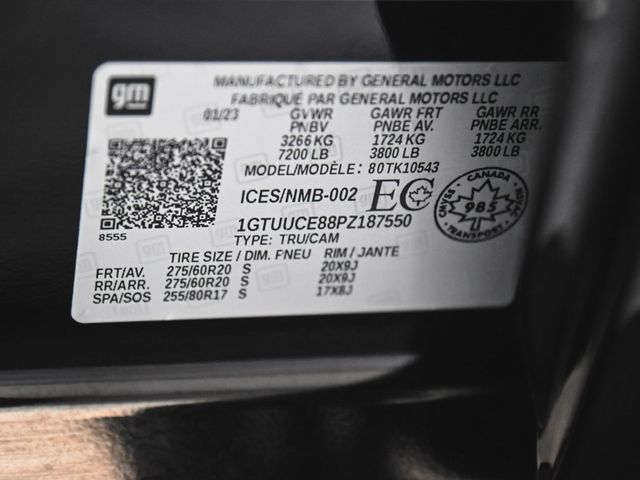 gm
MANUFACTURED BY GENERAL MOTORS LLC
FABRIQUÉ PAR GENERAL MOTORS LLC
01/23 GVWR GAWR FRT GAWR RR
PNBV PNBE AV. PNBE ARR.
3266 KG 1724 KG 1724 KG
7200 LB 3800 LB 3800 LB
MODEL/MODÈLE: 80TK10543
ICES/NMB-002 EC
CMVSS CANADA NSVAC
985
1GTUUCE88PZ187550
8555
TYPE: TRU/CAM
TIRE SIZE / DIM. PNEU RIM / JANTE
FRT/AV. 275/60R20 S 20X9J
RR/ARR. 275/60R20 S 20X9J
SPA/SOS 255/80R17 S 17X8J